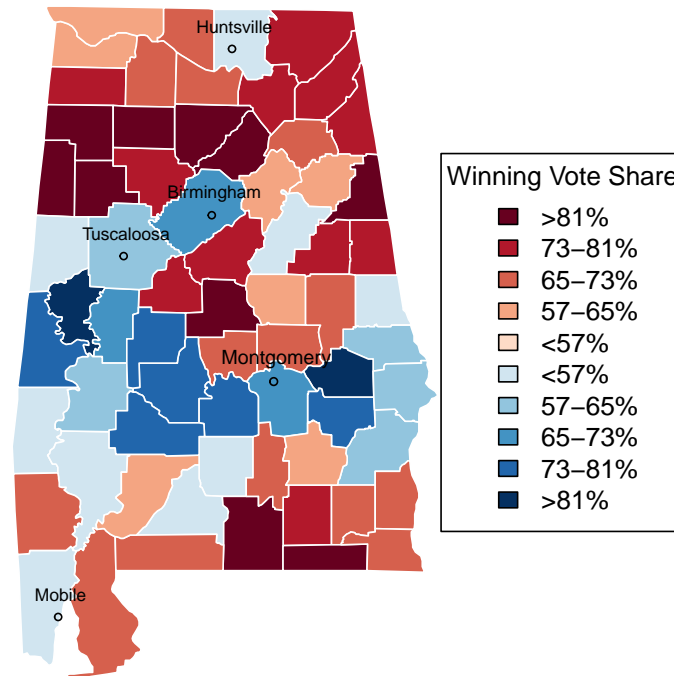 Huntsville
Birmingham
Tuscaloosa
Montgomery
Mobile
Winning Vote Share
>81%
73–81%
65–73%
57–65%
<57%
<57%
57–65%
65–73%
73–81%
>81%